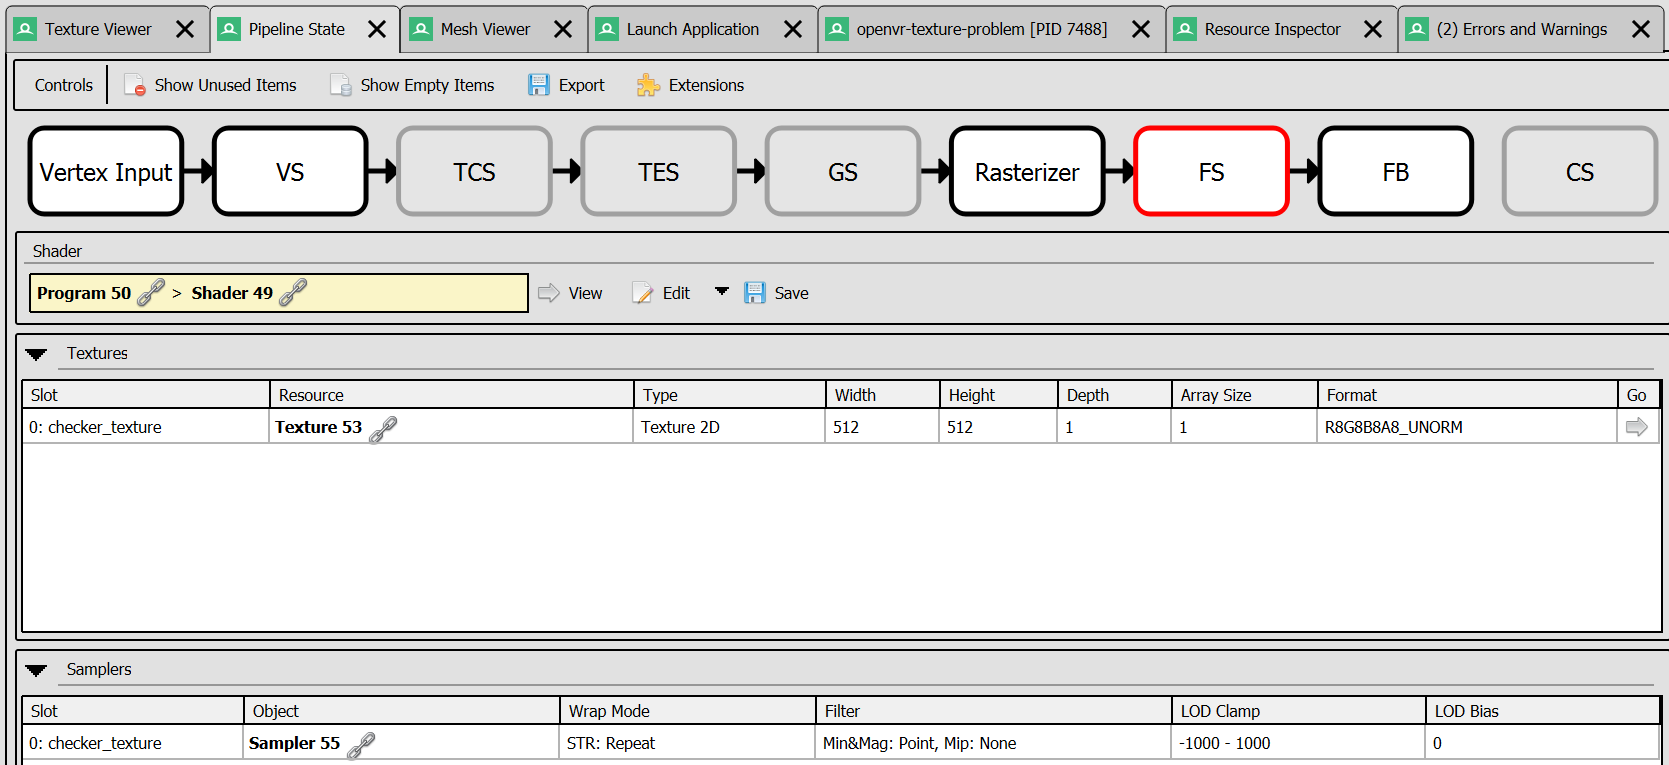 Texture Viewer Pipeline State Mesh Viewer Launch Application openvr-texture-problem [PID 7488] Resource Inspector (2) Errors and Warnings
Controls Show Unused Items Show Empty Items Export Extensions
Vertex Input VS TCS TES GS Rasterizer FS FB CS
Shader
Program 50 > Shader 49 View Edit Save
Textures
Slot Resource Type Width Height Depth Array Size Format Go
0: checker_texture Texture 53 Texture 2D 512 512 1 1 R8G8B8A8_UNORM
Samplers
Slot Object Wrap Mode Filter LOD Clamp LOD Bias
0: checker_texture Sampler 55 STR: Repeat Min&Mag: Point, Mip: None -1000 - 1000 0